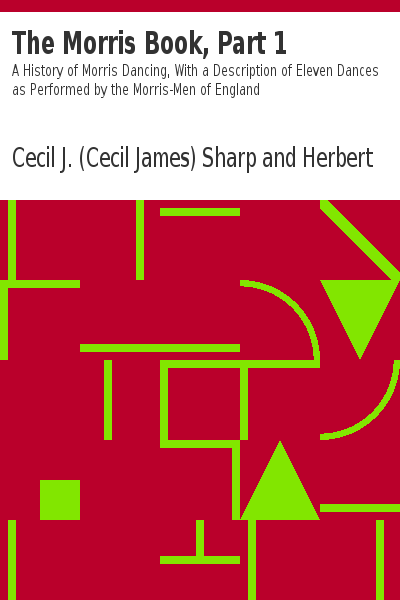 The Morris Book, Part 1
A History of Morris Dancing, With a Description of Eleven Dances
as Performed by the Morris-Men of England
Cecil J. (Cecil James) Sharp and Herbert